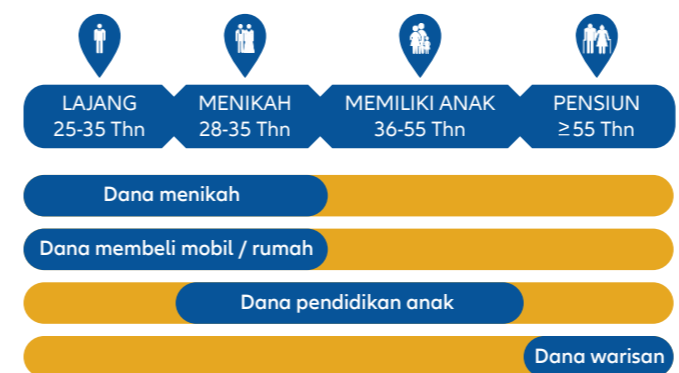 LAJANG
25-35 Thn
MENIKAH
28-35 Thn
MEMILIKI ANAK
36-55 Thn
PENSIUN
≥55 Thn
Dana menikah
Dana membeli mobil / rumah
Dana pendidikan anak
Dana warisan